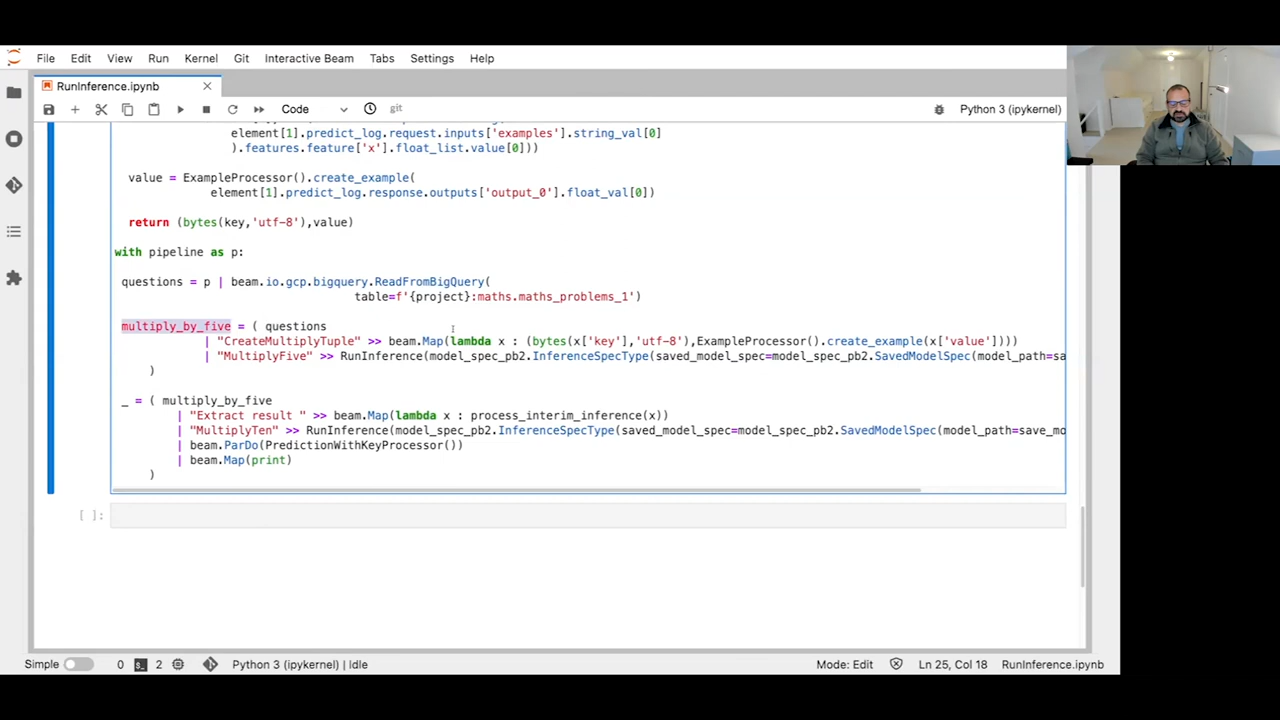 File Edit View Run Kernel Git Interactive Beam Tabs Settings Help
RunInference.ipynb
Code git Python 3 (ipykernel)
element[1].predict_log.request.inputs['examples'].string_val[0]
).features.feature['x'].float_list.value[0]))
value = ExampleProcessor().create_example(
element[1].predict_log.response.outputs['output_0'].float_val[0])
return (bytes(key,'utf-8'),value)
with pipeline as p:
questions = p | beam.io.gcp.bigquery.ReadFromBigQuery(
table=f'{project}:maths.maths_problems_1')
multiply_by_five = ( questions
| "CreateMultiplyTuple" >> beam.Map(lambda x : (bytes(x['key'],'utf-8'),ExampleProcessor().create_example(x['value'])))
| "MultiplyFive" >> RunInference(model_spec_pb2.InferenceSpecType(saved_model_spec=model_spec_pb2.SavedModelSpec(model_path=sa
)
_ = ( multiply_by_five
| "Extract result " >> beam.Map(lambda x : process_interim_inference(x))
| "MultiplyTen" >> RunInference(model_spec_pb2.InferenceSpecType(saved_model_spec=model_spec_pb2.SavedModelSpec(model_path=save_mo
| beam.ParDo(PredictionWithKeyProcessor())
| beam.Map(print)
)
[ ]:
Simple 0 2 Python 3 (ipykernel) | Idle Mode: Edit Ln 25, Col 18 RunInference.ipynb